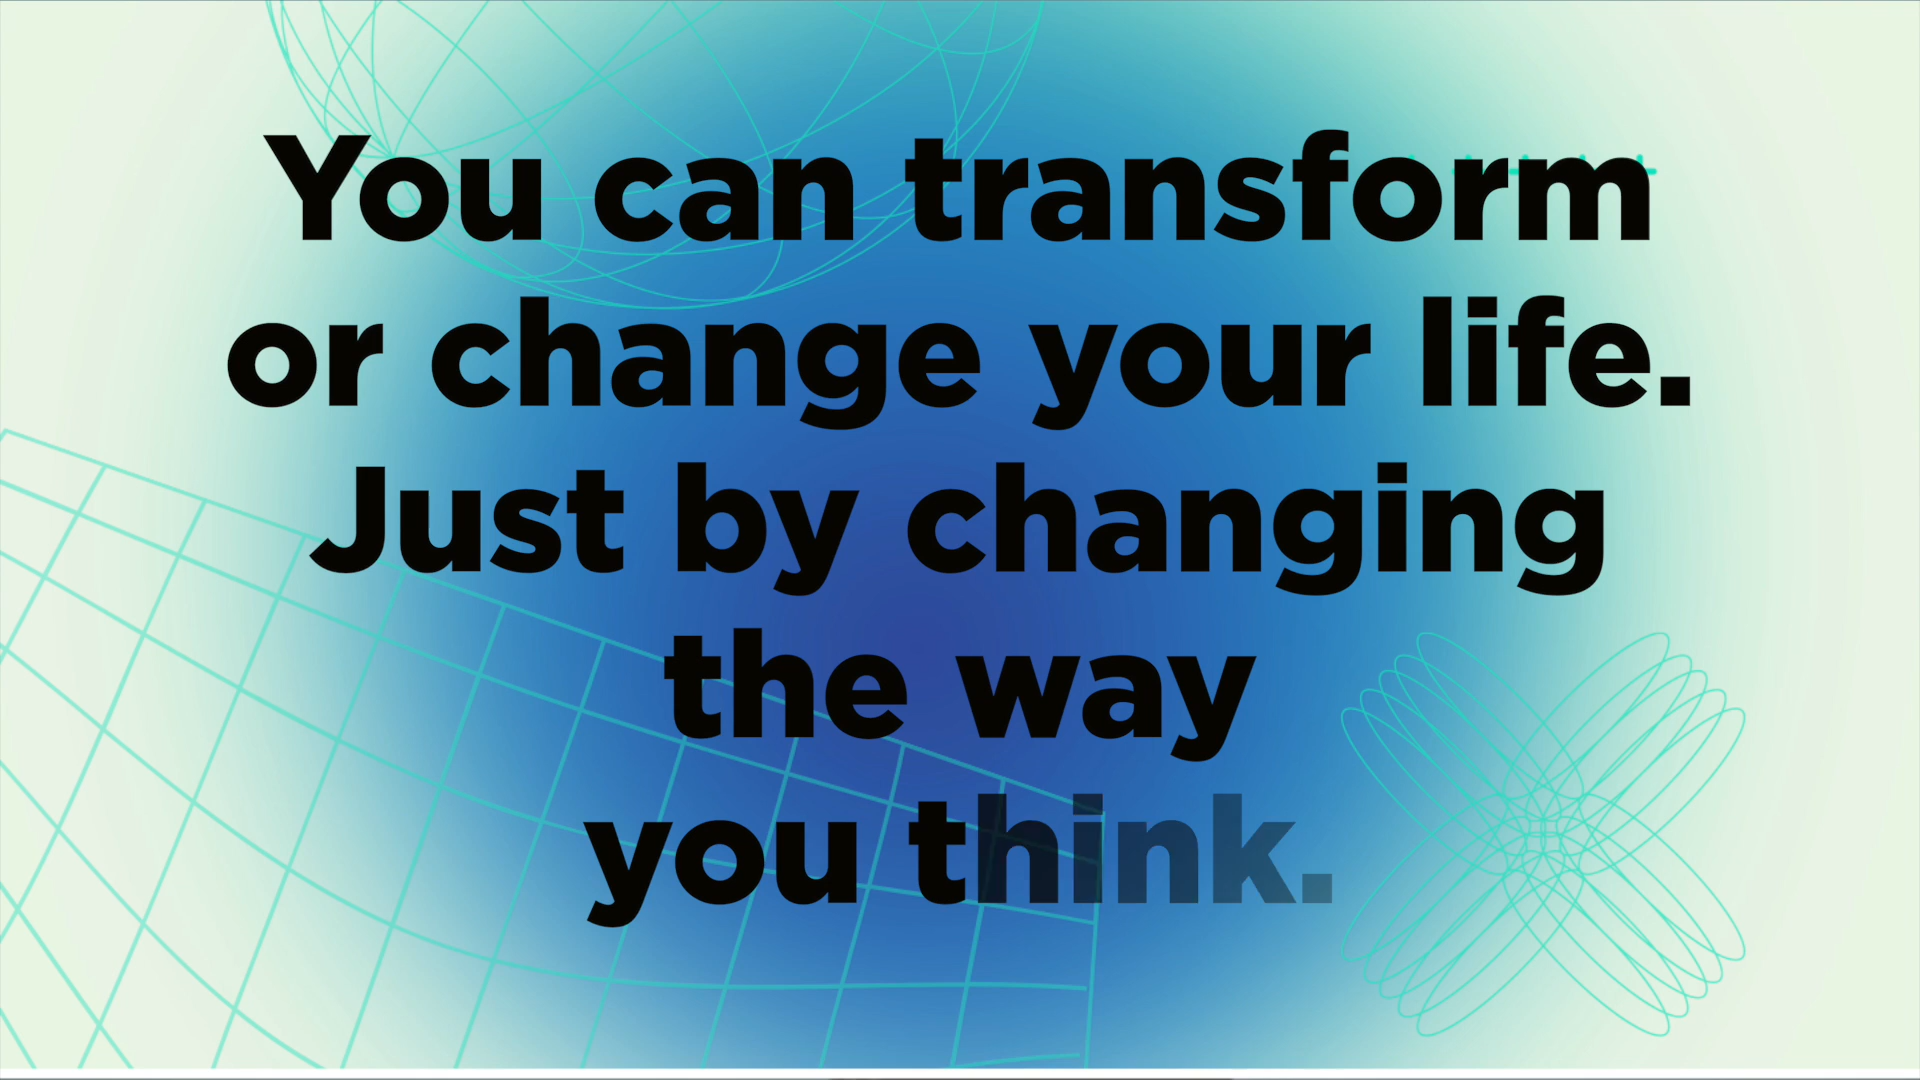 You can transform
or change your life.
Just by changing
the way
you think.